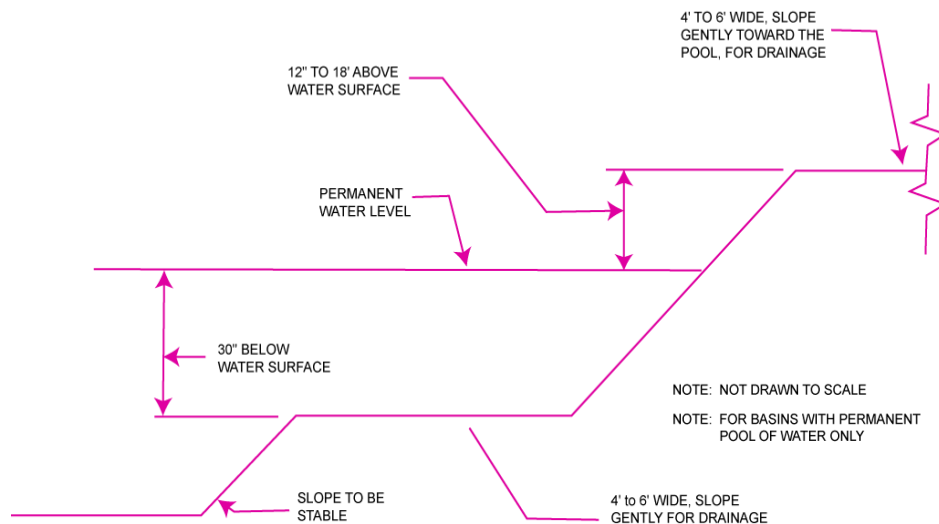 4' TO 6' WIDE, SLOPE
GENTLY TOWARD THE
POOL, FOR DRAINAGE
12" TO 18' ABOVE
WATER SURFACE
PERMANENT
WATER LEVEL
30" BELOW
WATER SURFACE
NOTE: NOT DRAWN TO SCALE
NOTE: FOR BASINS WITH PERMANENT
POOL OF WATER ONLY
SLOPE TO BE
STABLE
4' to 6' WIDE, SLOPE
GENTLY FOR DRAINAGE